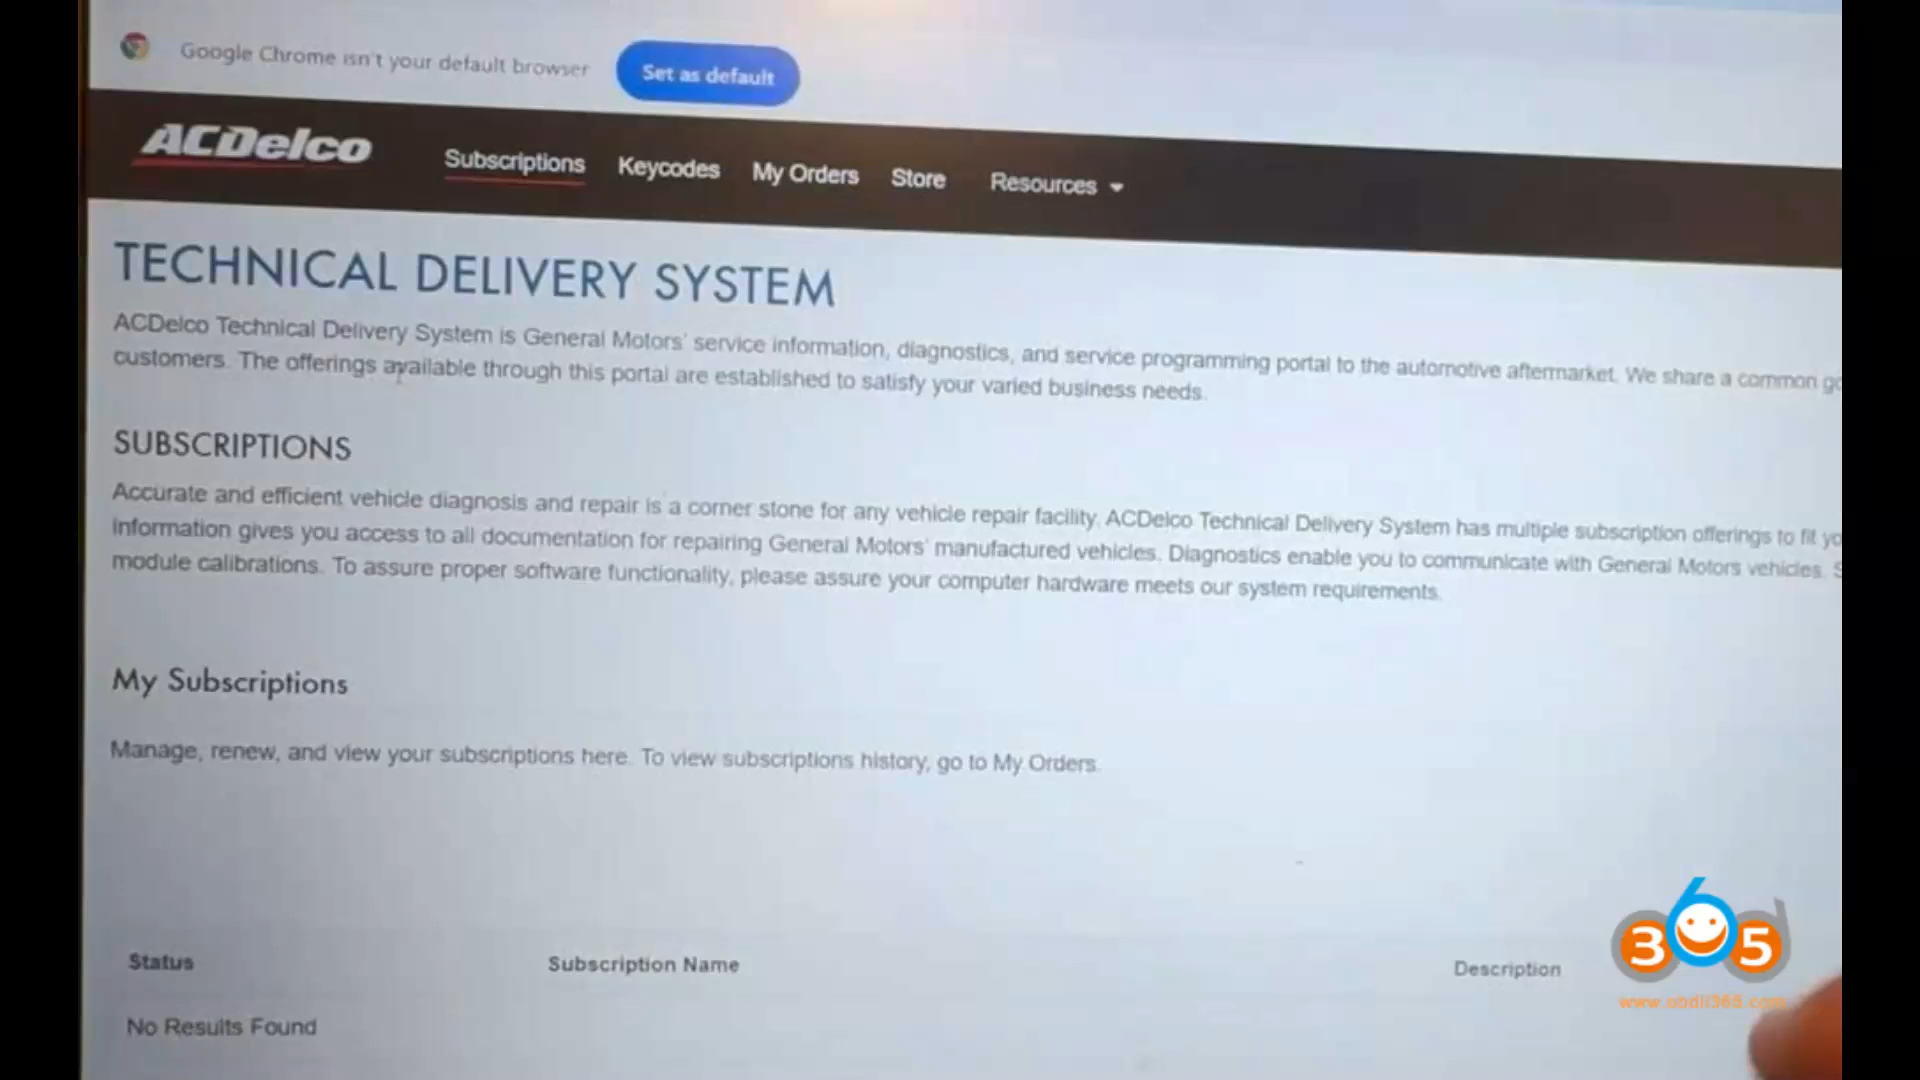 Google Chrome isn't your default browser
Set as default
ACDelco
Subscriptions
Keycodes
My Orders
Store
Resources
TECHNICAL DELIVERY SYSTEM
ACDelco Technical Delivery System is General Motors' service information, diagnostics, and service programming portal to the automotive aftermarket. We share a common
customers. The offerings available through this portal are established to satisfy your varied business needs.
SUBSCRIPTIONS
Accurate and efficient vehicle diagnosis and repair is a corner stone for any vehicle repair facility. ACDelco Technical Delivery System has multiple subscription offerings to fit
information gives you access to all documentation for repairing General Motors' manufactured vehicles. Diagnostics enable you to communicate with General Motors vehicles.
module calibrations. To assure proper software functionality, please assure your computer hardware meets our system requirements.
My Subscriptions
Manage, renew, and view your subscriptions here. To view subscriptions history, go to My Orders.
Status
Subscription Name
Description
No Results Found
365
www.obdii365.com